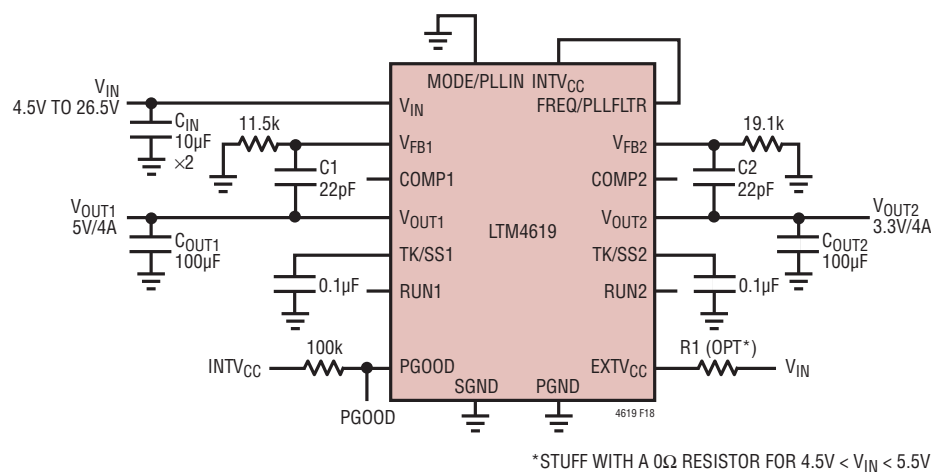 MODE/PLLIN INTVCC
FREQ/PLLFLTR
VIN
4.5V TO 26.5V
CIN
10µF
×2
VIN
11.5k
VFB1
C1
22pF
COMP1
VOUT1
5V/4A
VOUT1
COUT1
100µF
TK/SS1
0.1µF
RUN1
INTVCC
100k
PGOOD
PGOOD
LTM4619
SGND
PGND
VFB2
19.1k
C2
22pF
COMP2
VOUT2
VOUT2
3.3V/4A
COUT2
100µF
TK/SS2
0.1µF
RUN2
EXTVCC
R1 (OPT*)
VIN
4619 F18
*STUFF WITH A 0Ω RESISTOR FOR 4.5V < VIN < 5.5V